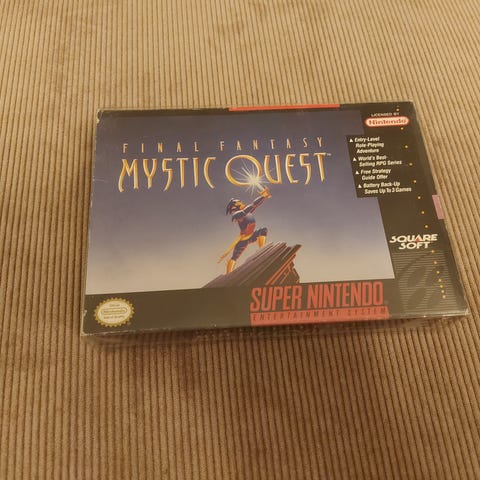 FINAL FANTASY
MYSTIC QUEST
LICENSED BY
Nintendo
▲ Entry-Level
Role-Playing
Adventure
▲ World's Best-
Selling RPG Series
▲ Free Strategy
Guide Offer
▲ Battery Back-Up
Saves Up To 3 Games
SQUARE
SOFT
SUPER NINTENDO
ENTERTAINMENT SYSTEM
Nintendo